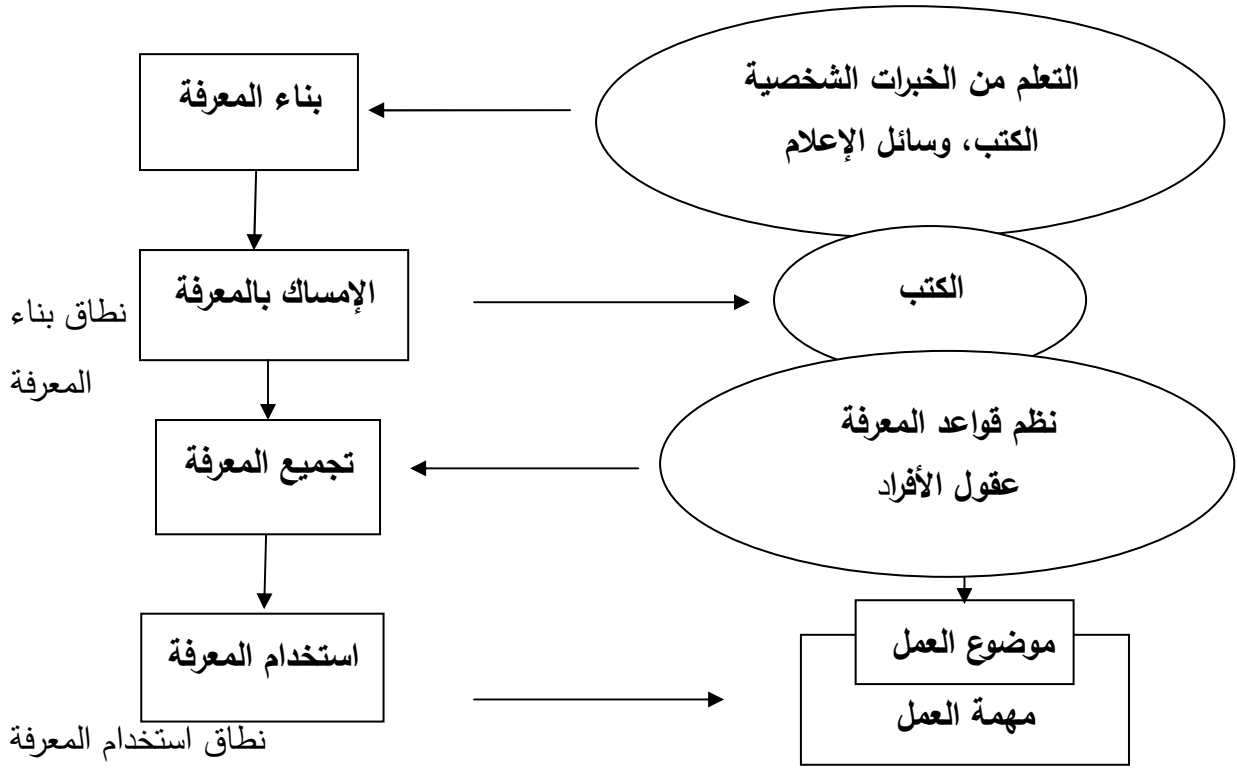 التعلم من الخبرات الشخصية
الكتب، وسائل الإعلام
بناء المعرفة
الكتب
الإمساك بالمعرفة
نطاق بناء
المعرفة
نظم قواعد المعرفة
عقول الأفراد
تجميع المعرفة
موضوع العمل
مهمة العمل
استخدام المعرفة
نطاق استخدام المعرفة